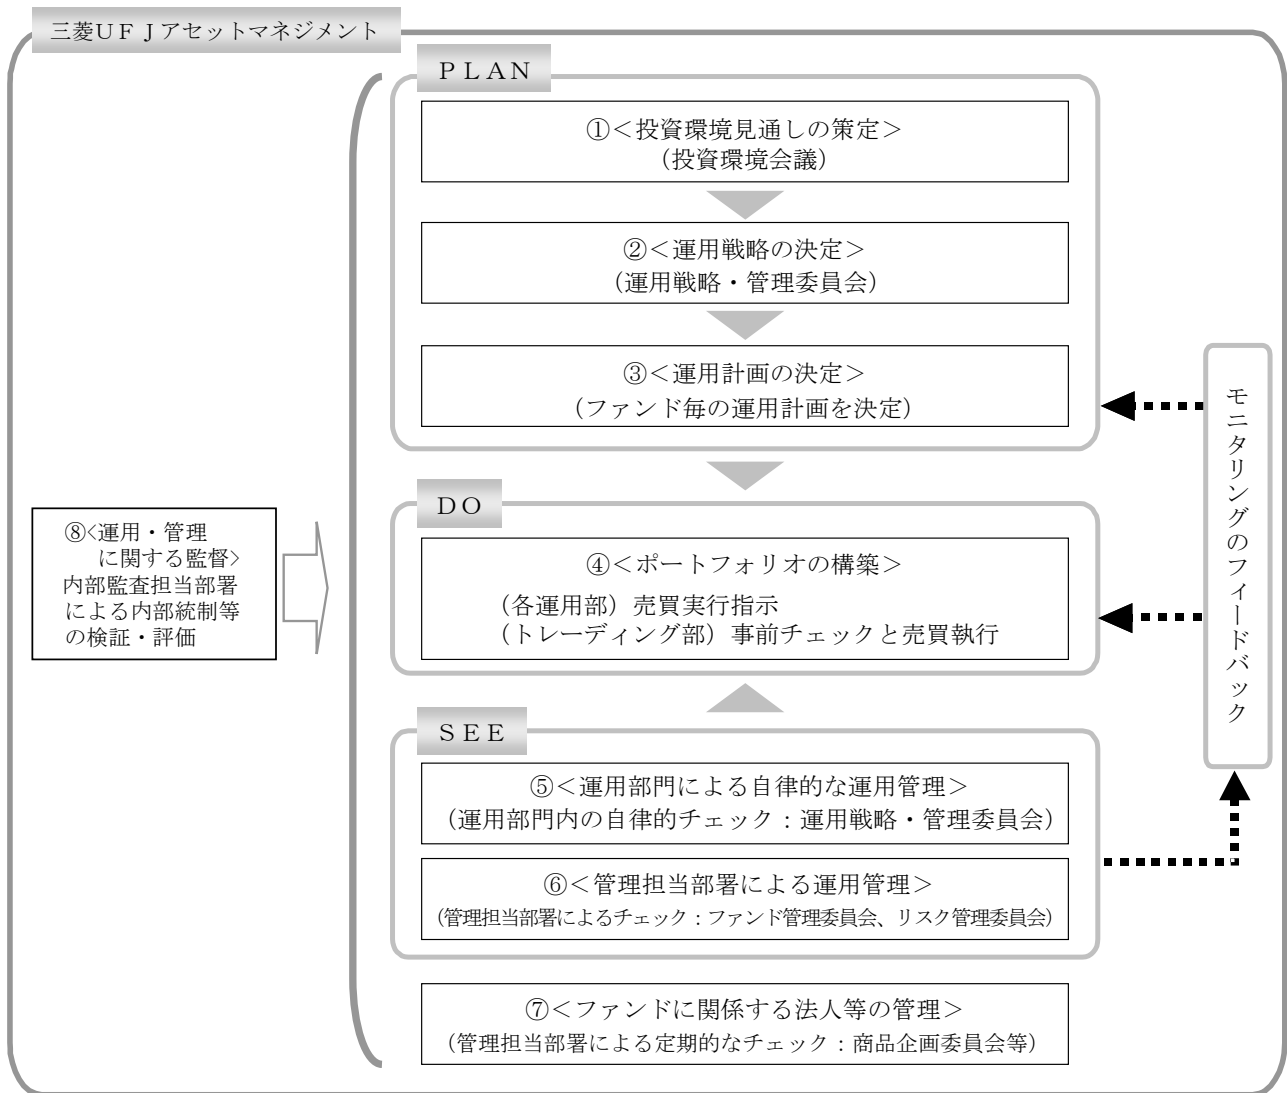 三菱UFJアセットマネジメント
PLAN
①＜投資環境見通しの策定＞
（投資環境会議）
②＜運用戦略の決定＞
（運用戦略・管理委員会）
③＜運用計画の決定＞
（ファンド毎の運用計画を決定）
DO
④＜ポートフォリオの構築＞
（各運用部）売買実行指示
（トレーディング部）事前チェックと売買執行
SEE
⑤＜運用部門による自律的な運用管理＞
（運用部門内の自律的チェック：運用戦略・管理委員会）
⑥＜管理担当部署による運用管理＞
（管理担当部署によるチェック：ファンド管理委員会、リスク管理委員会）
⑦＜ファンドに関係する法人等の管理＞
（管理担当部署による定期的なチェック：商品企画委員会等）
⑧<運用・管理
に関する監督>
内部監査担当部署
による内部統制等
の検証・評価
モニタリングのフィードバック